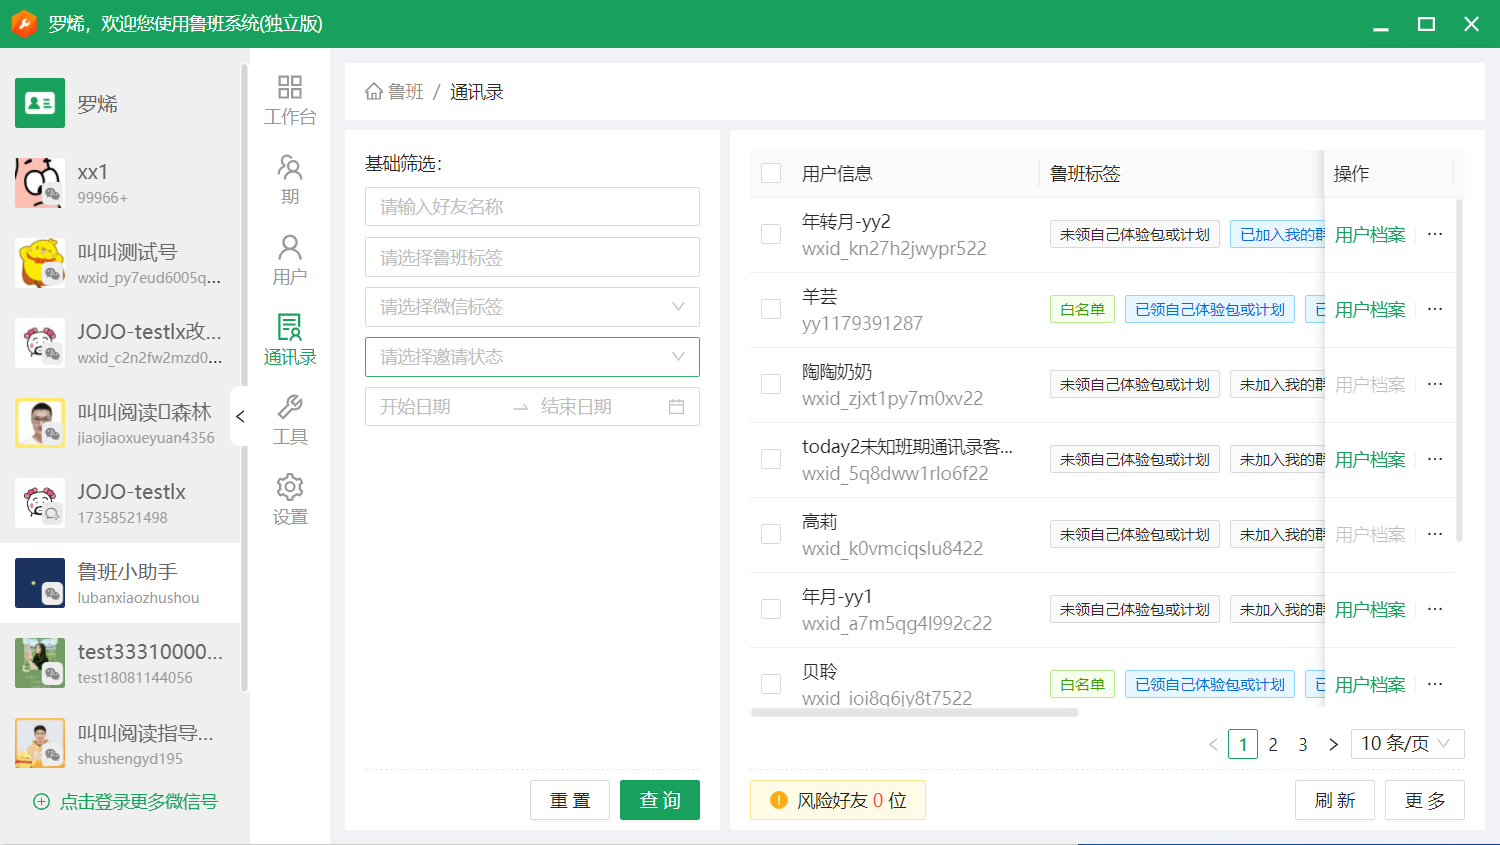 罗烯，欢迎您使用鲁班系统(独立版)
罗烯
xx1
99966+
叫叫测试号
wxid_py7eud6005q...
JOJO-testlx改...
wxid_c2n2fw2mzd0...
叫叫阅读▯森林
jiaojiaoxueyuan4356
JOJO-testlx
17358521498
鲁班小助手
lubanxiaozhushou
test33310000...
test18081144056
叫叫阅读指导...
shushengyd195
点击登录更多微信号
工作台
期
用户
通讯录
工具
设置
鲁班 / 通讯录
基础筛选：
请输入好友名称
请选择鲁班标签
请选择微信标签
请选择邀请状态
开始日期 结束日期
重 置 查 询
用户信息 鲁班标签 操作
年转月-yy2
wxid_kn27h2jwypr522
未领自己体验包或计划 已加入我的群 用户档案 ···
羊芸
yy1179391287
白名单 已领自己体验包或计划 已 用户档案 ···
陶陶奶奶
wxid_zjxt1py7m0xv22
未领自己体验包或计划 未加入我的群 用户档案 ···
today2未知班期通讯录客...
wxid_5q8dww1rlo6f22
未领自己体验包或计划 未加入我的群 用户档案 ···
高莉
wxid_k0vmciqslu8422
未领自己体验包或计划 未加入我的群 用户档案 ···
年月-yy1
wxid_a7m5qg4l992c22
未领自己体验包或计划 未加入我的群 用户档案 ···
贝聆
wxid_ioi8q6jy8t7522
白名单 已领自己体验包或计划 已 用户档案 ···
< 1 2 3 > 10 条/页
风险好友 0 位
刷 新 更 多